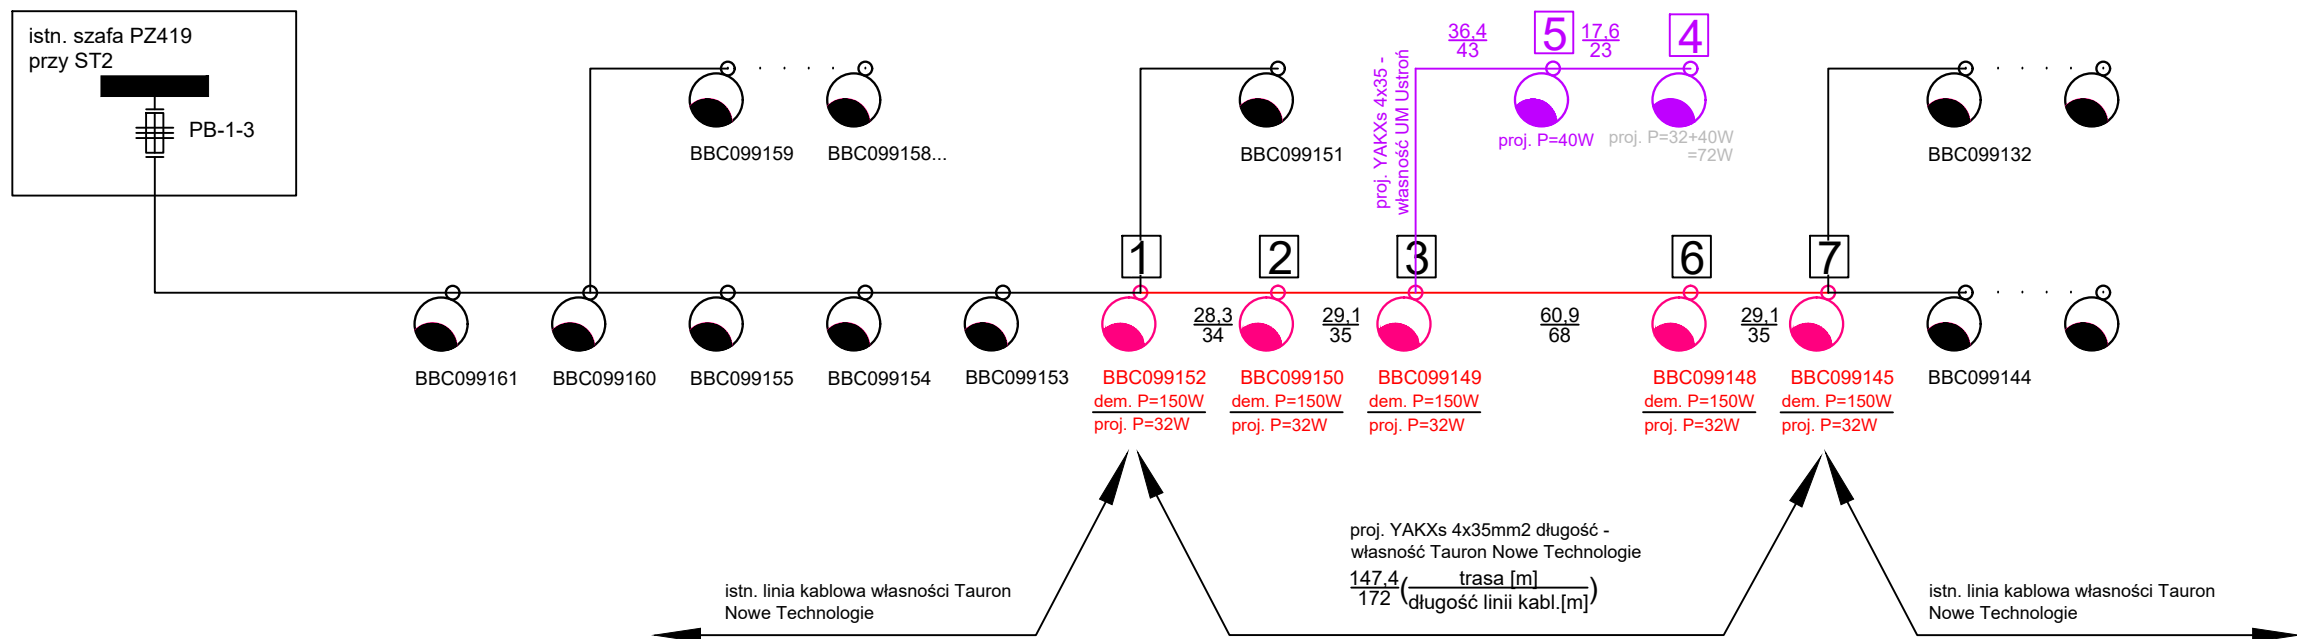 istn. szafa PZ419
przy ST2
PB-1-3
BBC099159
BBC099158...
BBC099151
proj. YAKXs 4x35 -
własność UM Ustroń
36,4
43
5
17,6
23
4
proj. P=40W
proj. P=32+40W
=72W
BBC099132
1
2
3
6
7
28,3
34
29,1
35
60,9
68
29,1
35
BBC099161
BBC099160
BBC099155
BBC099154
BBC099153
BBC099152
dem. P=150W
proj. P=32W
BBC099150
dem. P=150W
proj. P=32W
BBC099149
dem. P=150W
proj. P=32W
BBC099148
dem. P=150W
proj. P=32W
BBC099145
dem. P=150W
proj. P=32W
BBC099144
istn. linia kablowa własności Tauron
Nowe Technologie
proj. YAKXs 4x35mm2 długość -
własność Tauron Nowe Technologie
147,4
172
(trasa [m]
długość linii kabl.[m])
istn. linia kablowa własności Tauron
Nowe Technologie